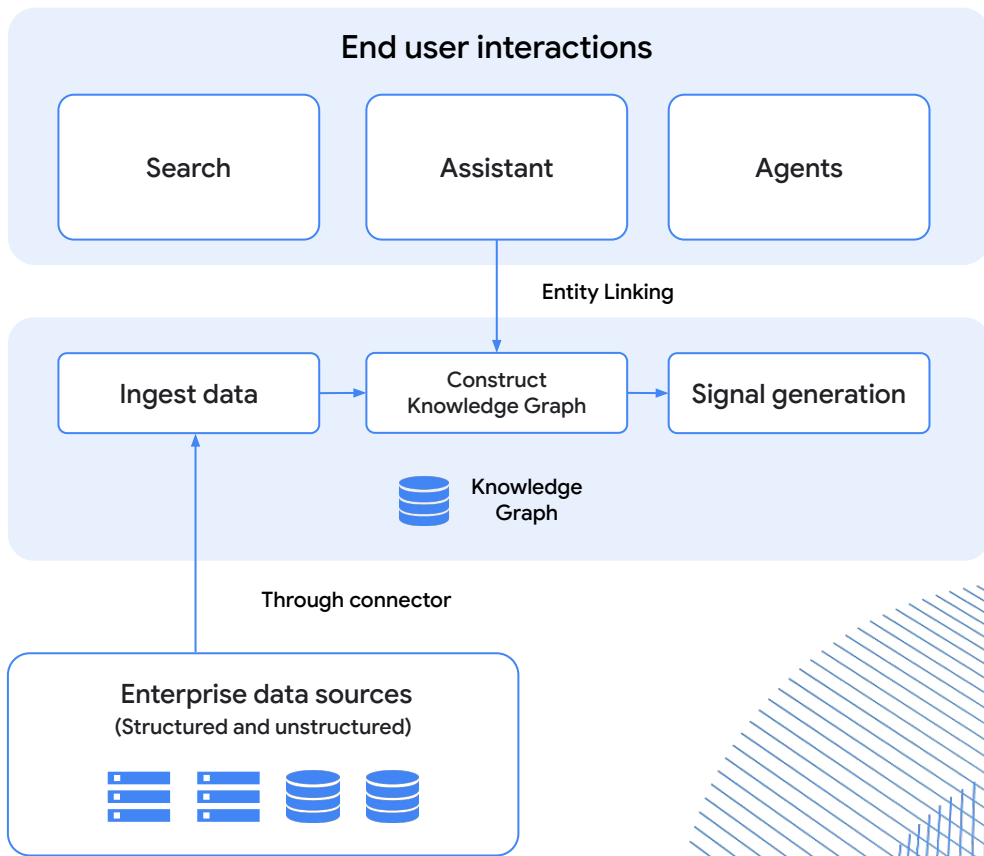 End user interactions
Search
Assistant
Agents
Entity Linking
Ingest data
Construct
Knowledge Graph
Signal generation
Knowledge
Graph
Through connector
Enterprise data sources
(Structured and unstructured)